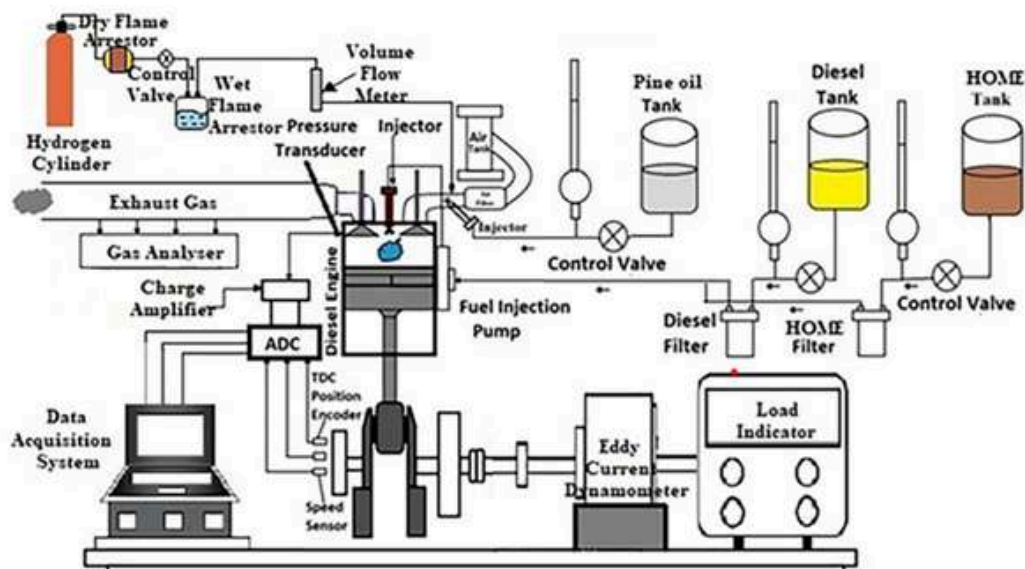 Dry Flame
Arrestor
Control
Valve
Wet
Flame
Arrestor
Hydrogen
Cylinder
Volume
Flow
Meter
Pressure
Transducer
Injector
Air
Tank
Air
Filter
Injector
Pine oil
Tank
Diesel
Tank
HOME
Tank
Exhaust Gas
Gas Analyser
Control Valve
Control Valve
Charge
Amplifier
Diesel Engine
Fuel Injection
Pump
Diesel
Filter
HOME
Filter
ADC
TDC
Position
Encoder
Data
Acquisition
System
Speed
Sensor
Eddy
Current
Dynamometer
Load
Indicator